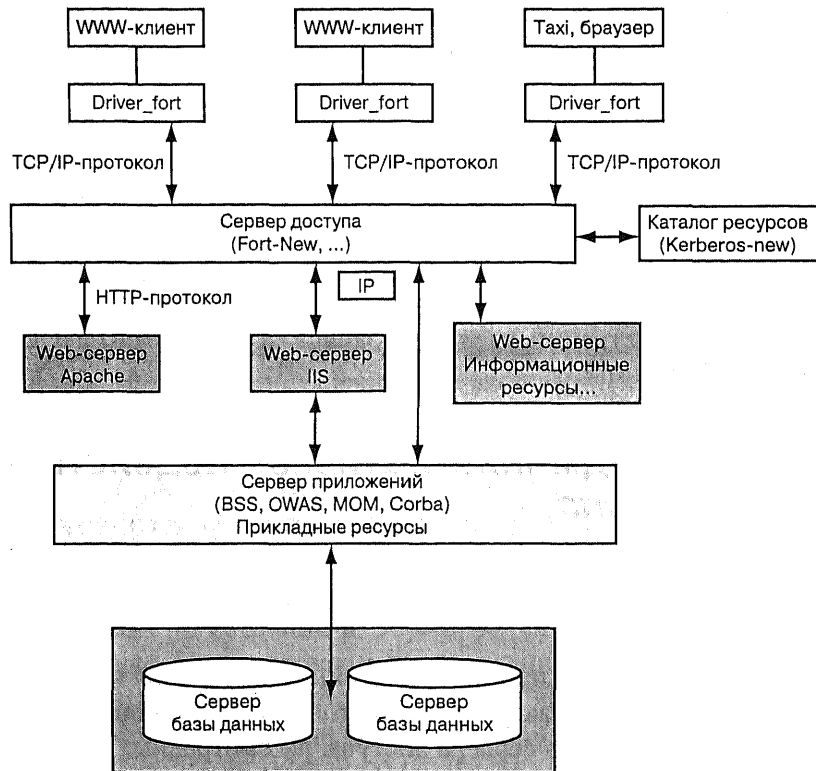 WWW-клиент
WWW-клиент
Taxi, браузер
Driver_fort
Driver_fort
Driver_fort
TCP/IP-протокол
TCP/IP-протокол
TCP/IP-протокол
Сервер доступа
(Fort-New, ...)
Каталог ресурсов
(Kerberos-new)
HTTP-протокол
IP
Web-сервер
Apache
Web-сервер
IIS
Web-сервер
Информационные
ресурсы...
Сервер приложений
(BSS, OWAS, MOM, Corba)
Прикладные ресурсы
Сервер
базы данных
Сервер
базы данных